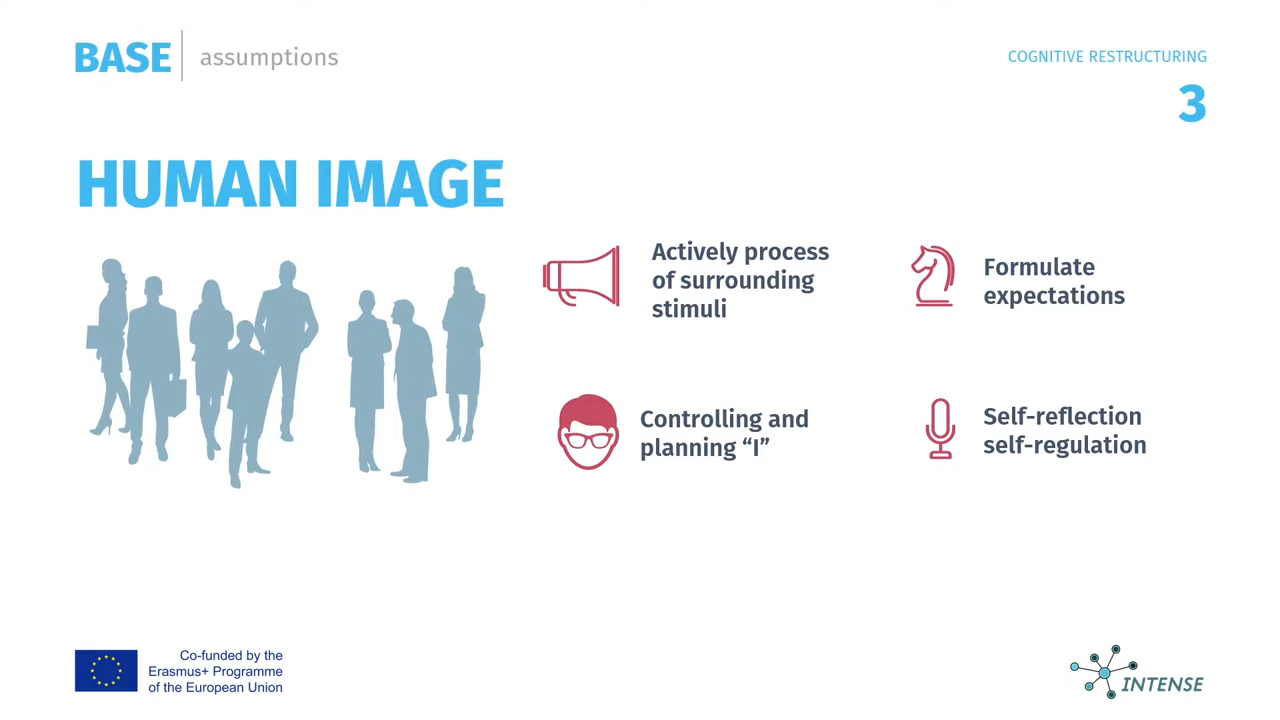 BASE assumptions
COGNITIVE RESTRUCTURING
3
HUMAN IMAGE
Actively process
of surrounding
stimuli
Formulate
expectations
Controlling and
planning “I”
Self-reflection
self-regulation
Co-funded by the
Erasmus+ Programme
of the European Union
INTENSE